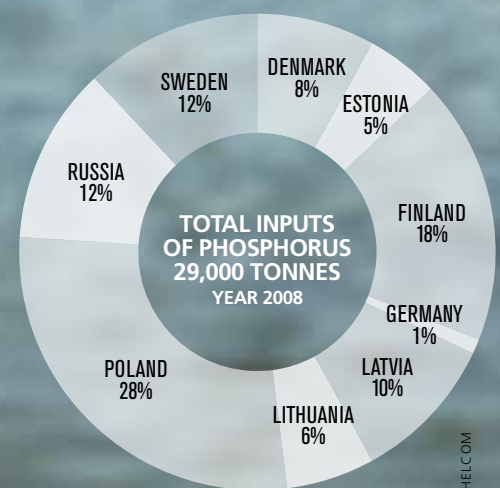 DENMARK
8%
ESTONIA
5%
FINLAND
18%
GERMANY
1%
LATVIA
10%
LITHUANIA
6%
POLAND
28%
RUSSIA
12%
SWEDEN
12%
TOTAL INPUTS
OF PHOSPHORUS
29,000 TONNES
YEAR 2008
HELCOM